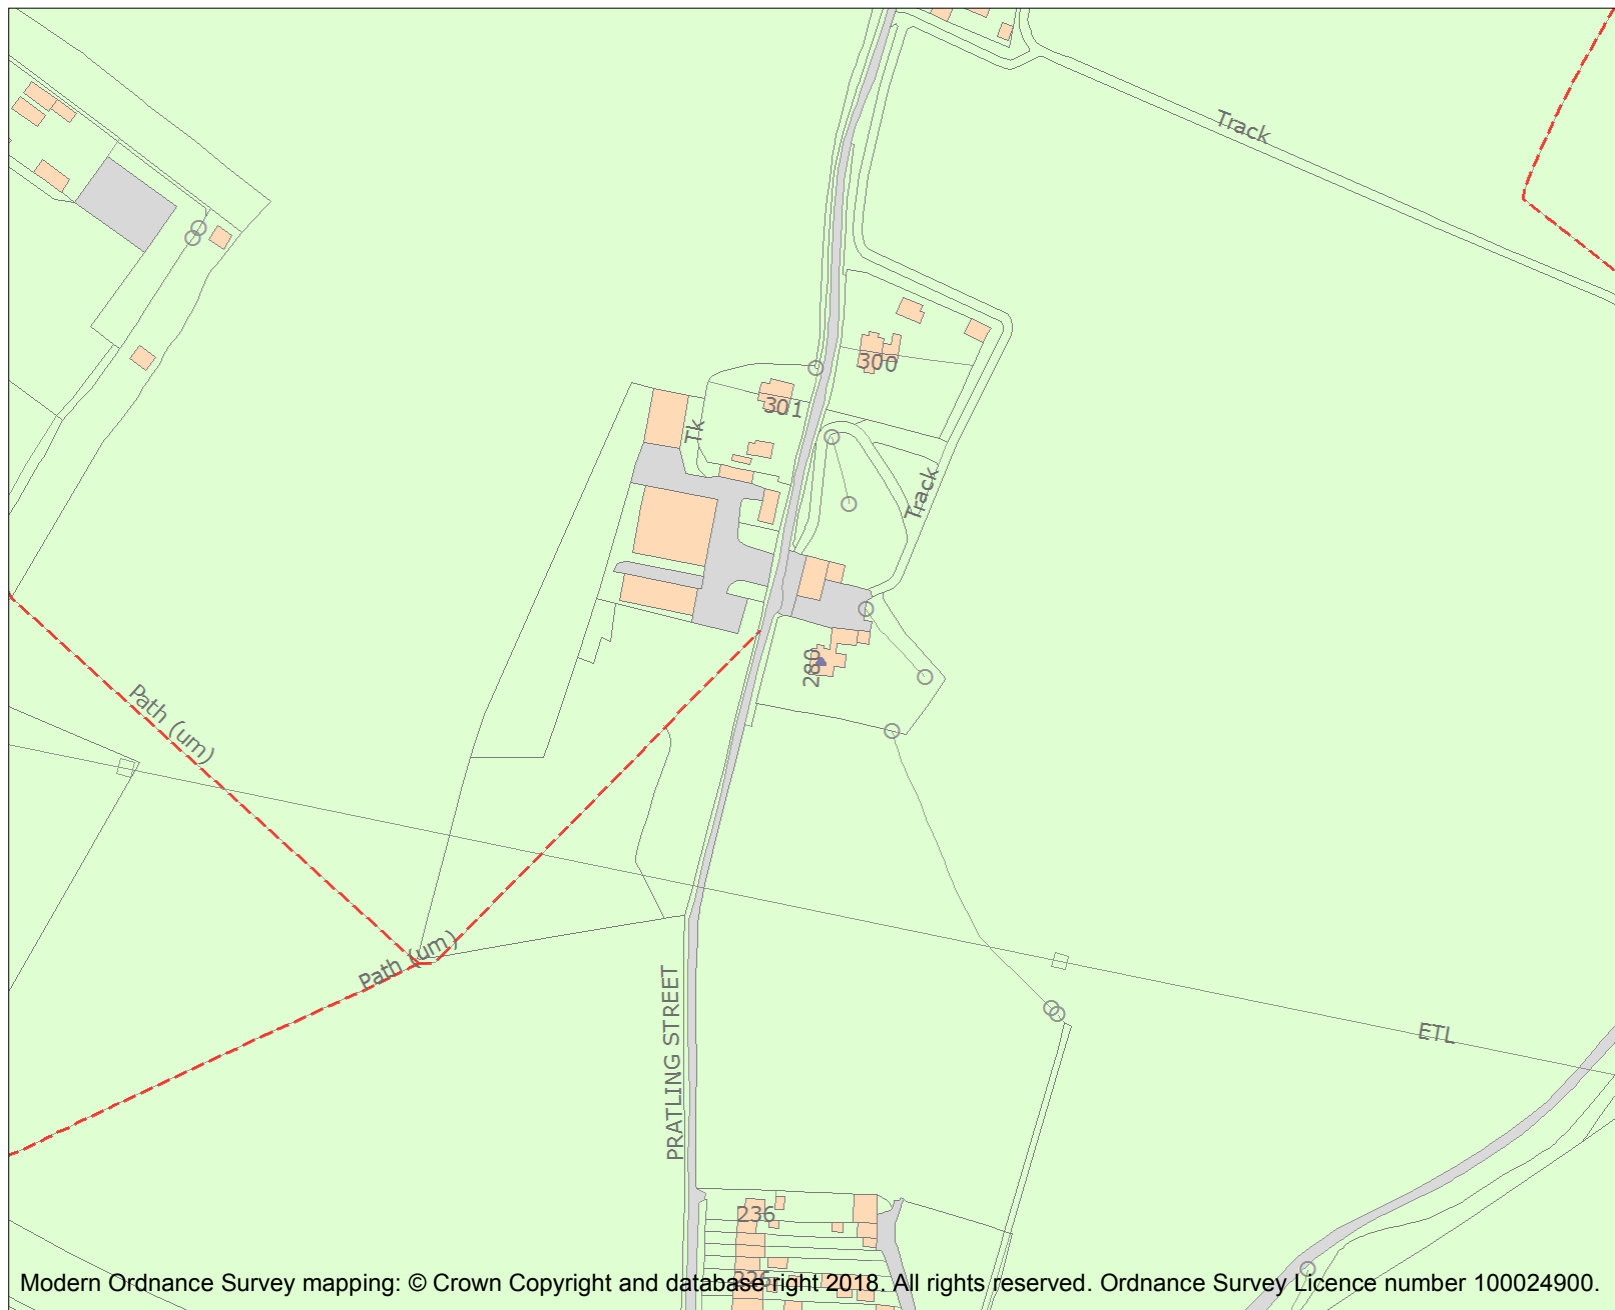 Track
300
301
Tk
Track
280
Path (um)
Path (um)
PRATLING STREET
ETL
236
226
Modern Ordnance Survey mapping: © Crown Copyright and database right 2018. All rights reserved. Ordnance Survey Licence number 100024900.